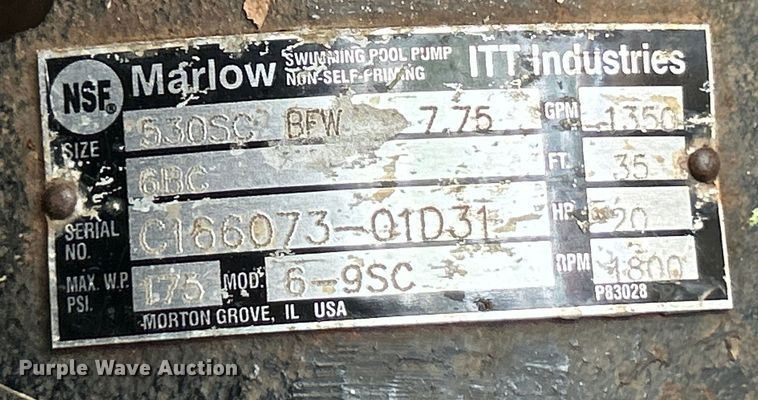 NSF®
Marlow SWIMMING POOL PUMP NON-SELF-PRIMING ITT Industries
SIZE 530SC BFW 7.75 GPM 1350
6BC FT. 35
SERIAL NO. C186073-01D31 HP 20
MAX. W.P. PSI. 175 MOD: 6-9SC RPM 1800
MORTON GROVE, IL USA P83028
Purple Wave Auction